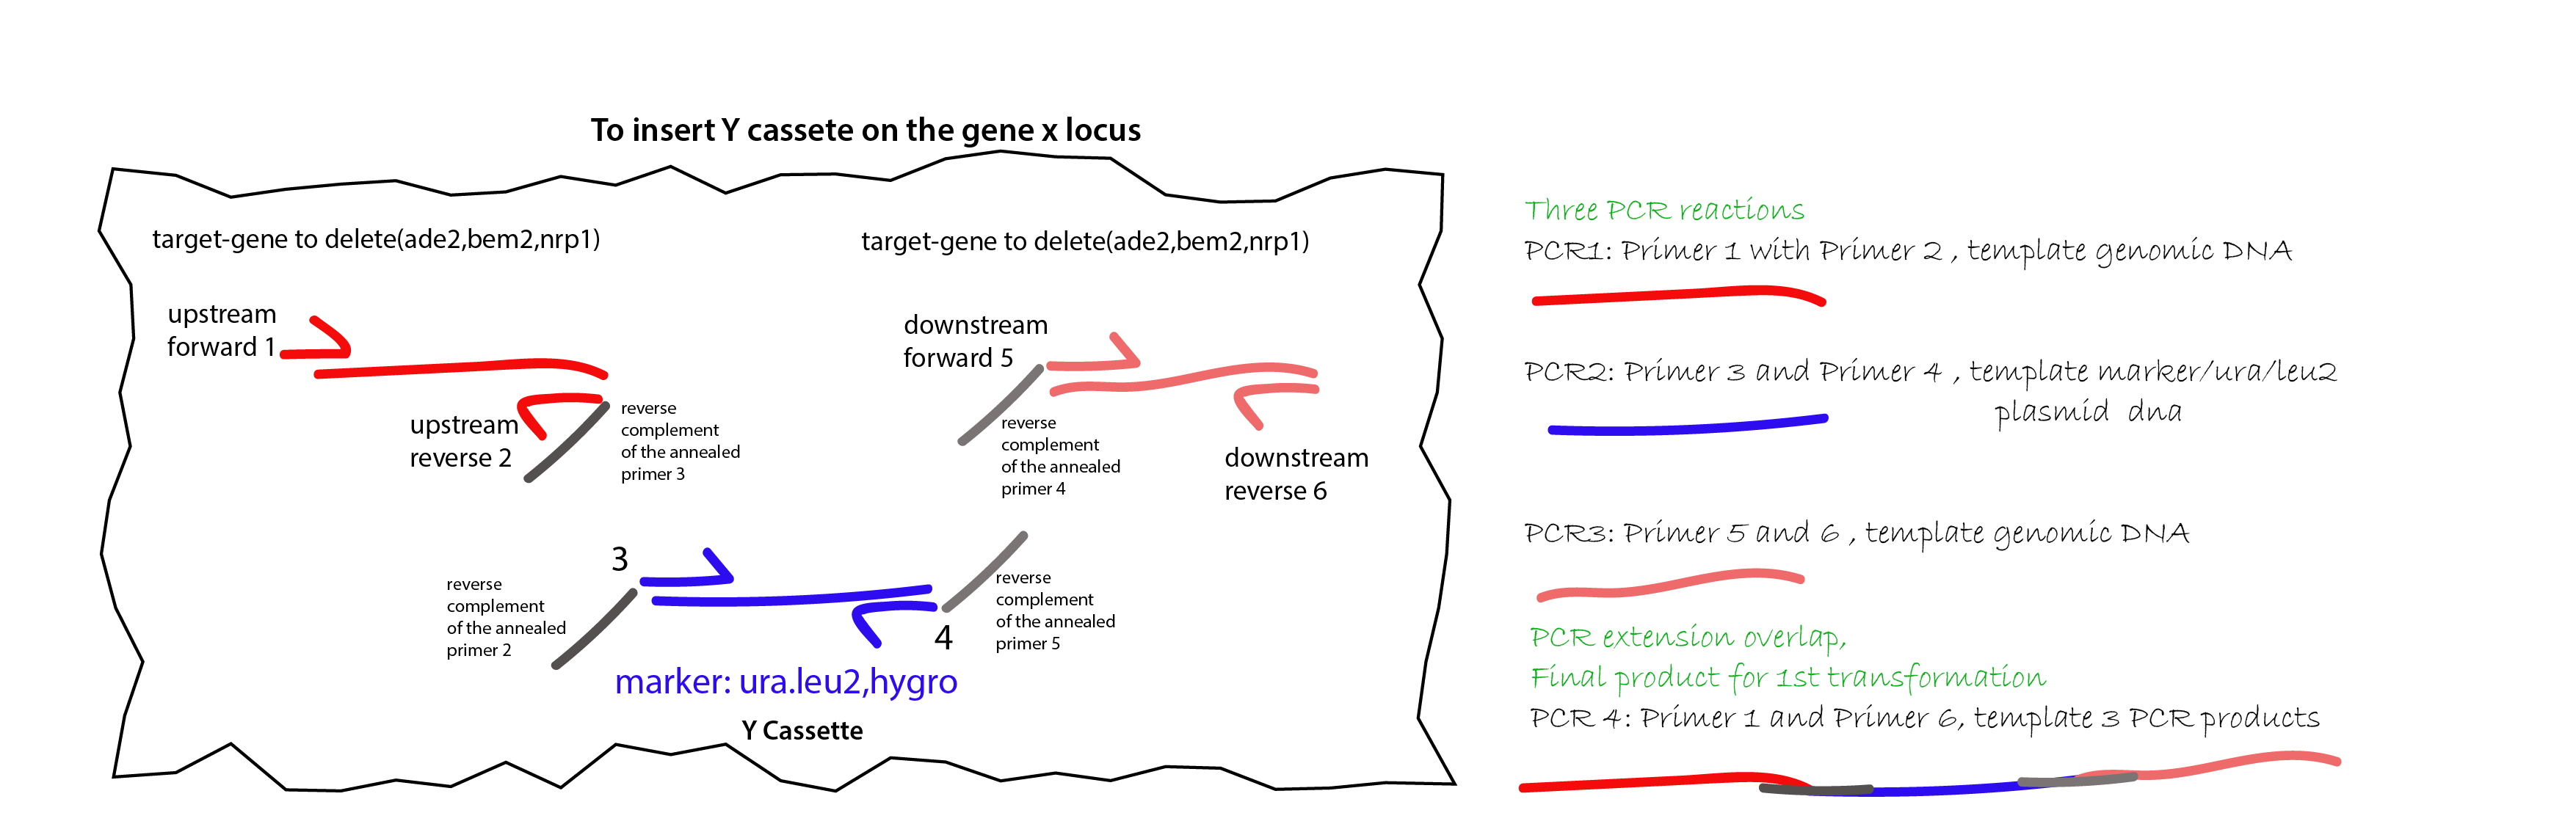 To insert Y cassete on the gene x locus
target-gene to delete(ade2,bem2,nrp1)
upstream
forward 1
upstream
reverse 2
reverse
complement
of the annealed
primer 3
target-gene to delete(ade2,bem2,nrp1)
downstream
forward 5
reverse
complement
of the annealed
primer 4
downstream
reverse 6
3
reverse
complement
of the annealed
primer 2
4
reverse
complement
of the annealed
primer 5
marker: ura.leu2,hygro
Y Cassette
Three PCR reactions
PCR1: Primer 1 with Primer 2 , template genomic DNA
PCR2: Primer 3 and Primer 4 , template marker/ura/leu2
plasmid dna
PCR3: Primer 5 and 6 , template genomic DNA
PCR extension overlap,
Final product for 1st transformation
PCR 4: Primer 1 and Primer 6, template 3 PCR products